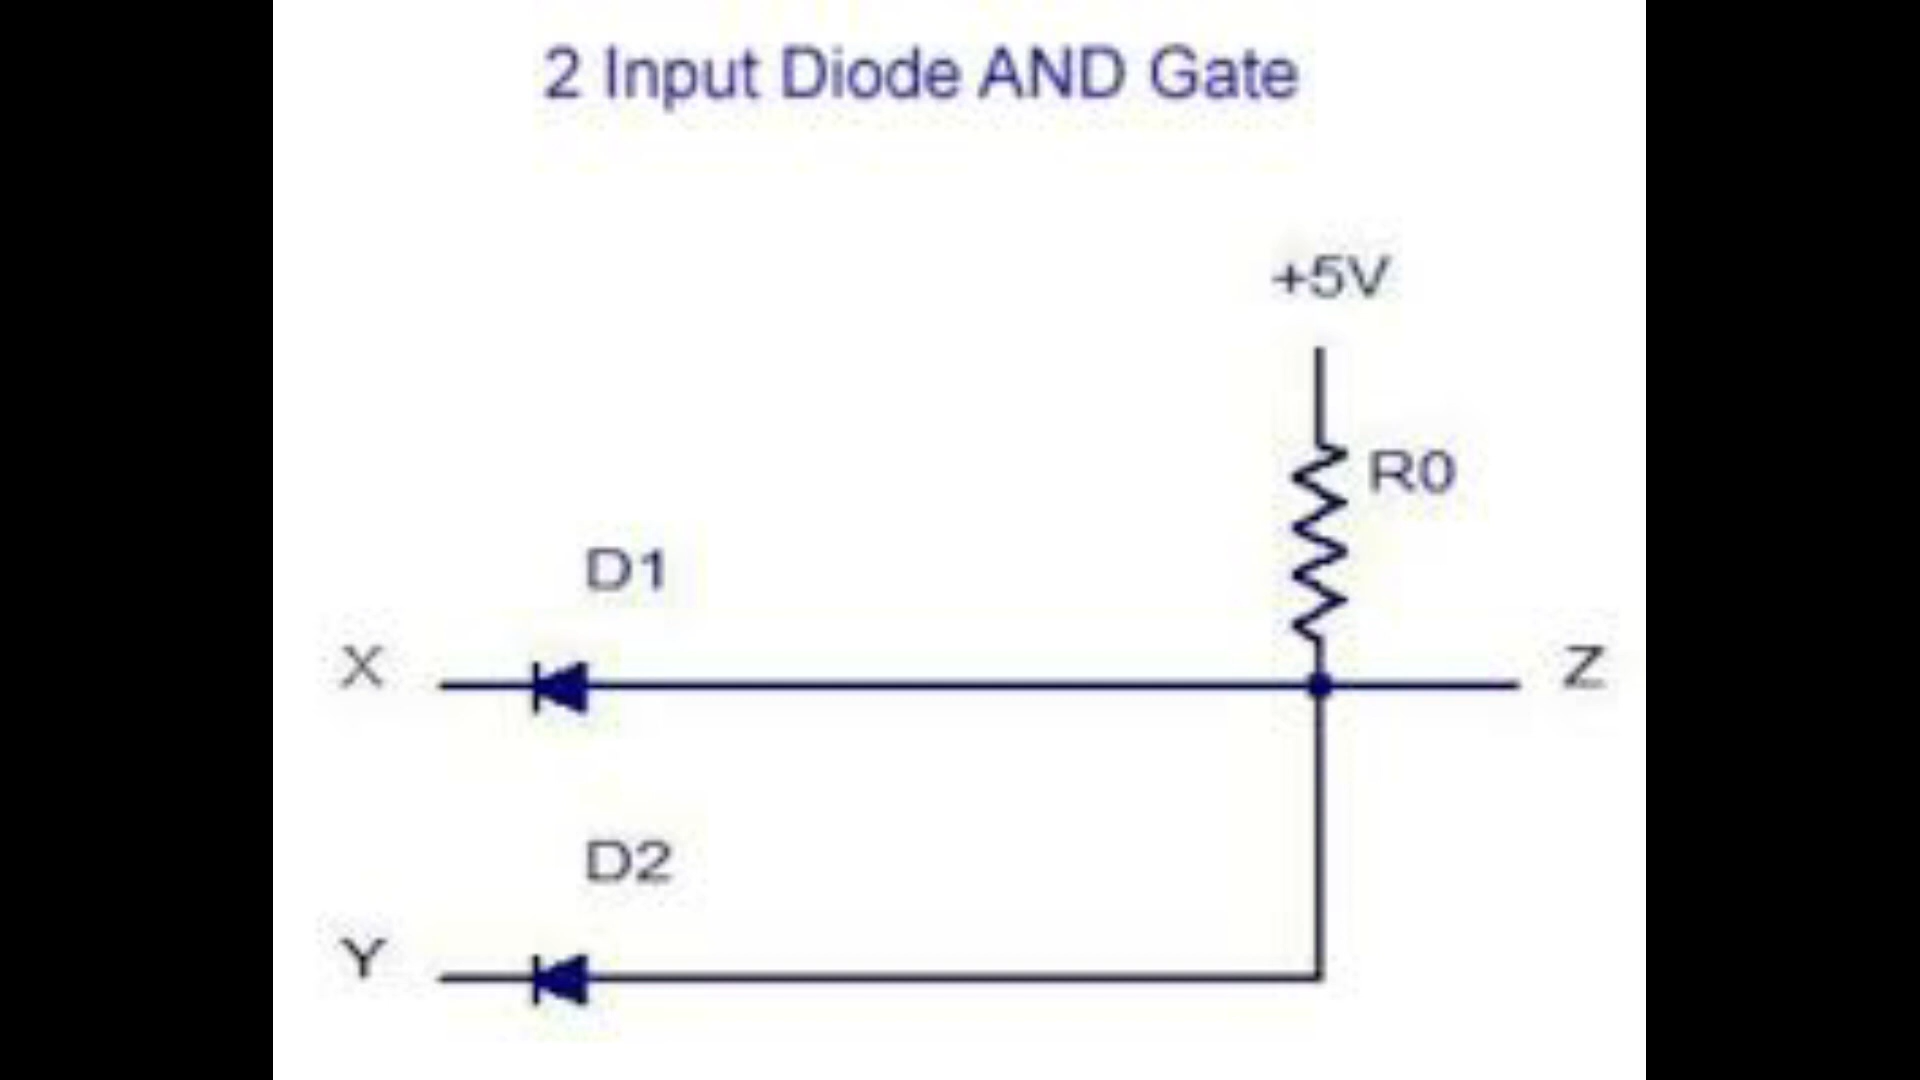 2 Input Diode AND Gate
+5V
R0
D1
X
Z
D2
Y